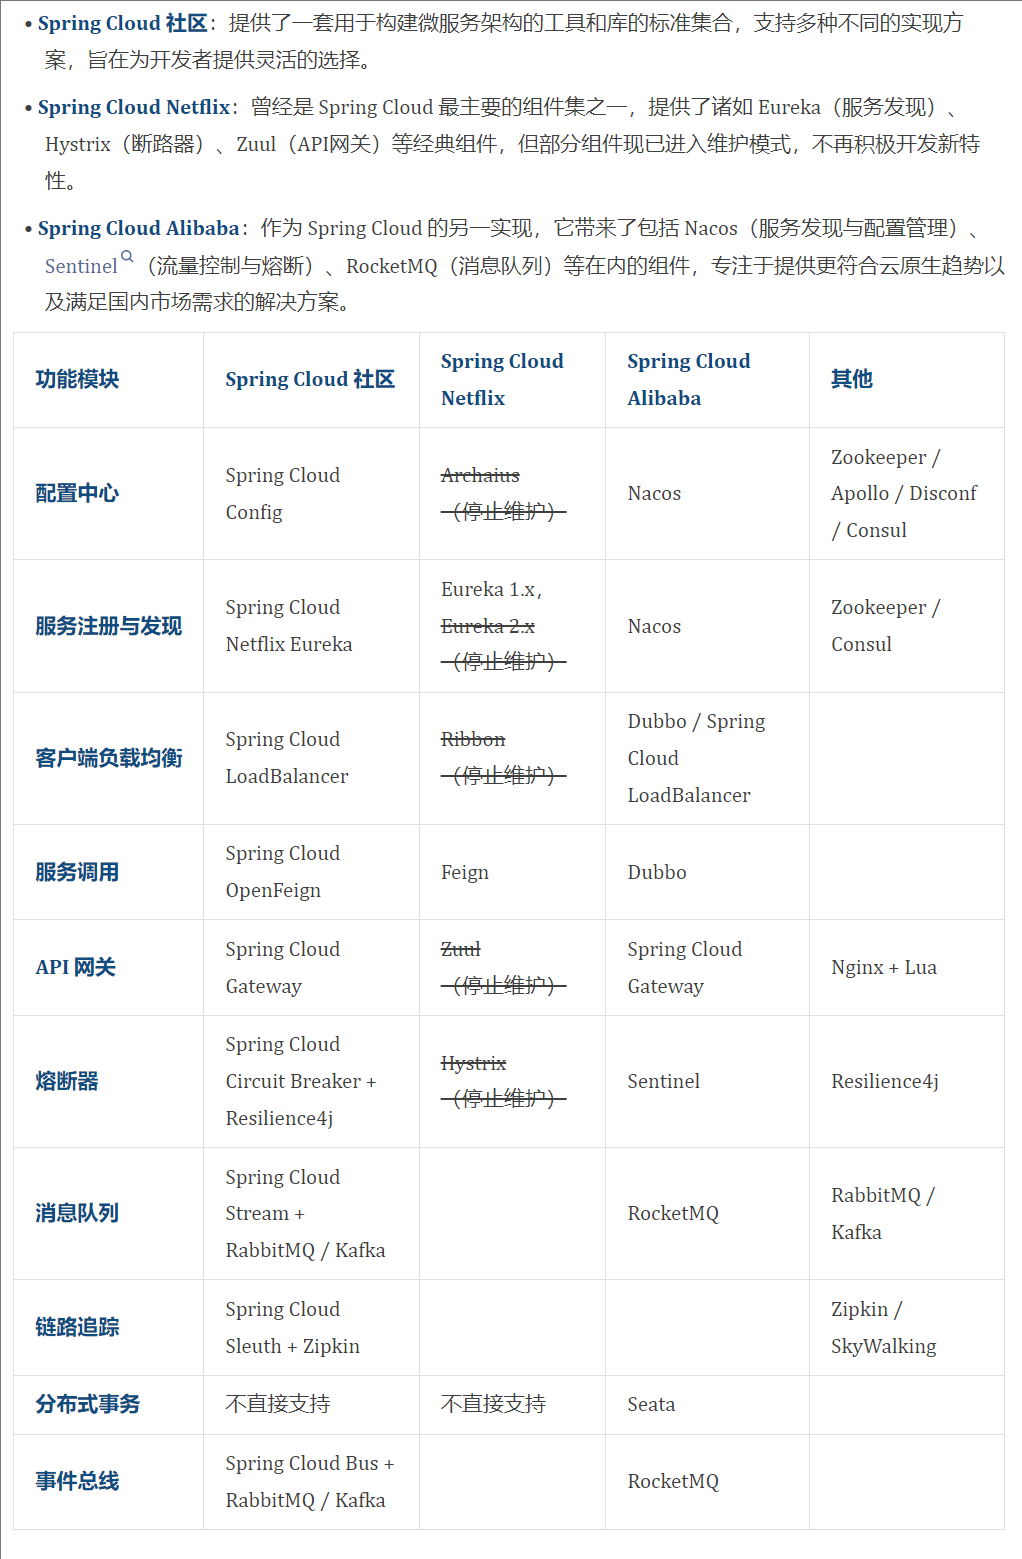 • Spring Cloud 社区：提供了一套用于构建微服务架构的工具和库的标准集合，支持多种不同的实现方
案，旨在为开发者提供灵活的选择。
• Spring Cloud Netflix：曾经是 Spring Cloud 最主要的组件集之一，提供了诸如 Eureka（服务发现）、
Hystrix（断路器）、Zuul（API网关）等经典组件，但部分组件现已进入维护模式，不再积极开发新特
性。
• Spring Cloud Alibaba：作为 Spring Cloud 的另一实现，它带来了包括 Nacos（服务发现与配置管理）、
Sentinel（流量控制与熔断）、RocketMQ（消息队列）等在内的组件，专注于提供更符合云原生趋势以
及满足国内市场需求的解决方案。
功能模块
Spring Cloud 社区
Spring Cloud
Netflix
Spring Cloud
Alibaba
其他
配置中心
Spring Cloud
Config
Archaius
（停止维护）
Nacos
Zookeeper /
Apollo / Disconf
/ Consul
服务注册与发现
Spring Cloud
Netflix Eureka
Eureka 1.x，
Eureka 2.x
（停止维护）
Nacos
Zookeeper /
Consul
客户端负载均衡
Spring Cloud
LoadBalancer
Ribbon
（停止维护）
Dubbo / Spring
Cloud
LoadBalancer
服务调用
Spring Cloud
OpenFeign
Feign
Dubbo
API 网关
Spring Cloud
Gateway
Zuul
（停止维护）
Spring Cloud
Gateway
Nginx + Lua
熔断器
Spring Cloud
Circuit Breaker +
Resilience4j
Hystrix
（停止维护）
Sentinel
Resilience4j
消息队列
Spring Cloud
Stream +
RabbitMQ / Kafka
RocketMQ
RabbitMQ /
Kafka
链路追踪
Spring Cloud
Sleuth + Zipkin
Zipkin /
SkyWalking
分布式事务
不直接支持
不直接支持
Seata
事件总线
Spring Cloud Bus +
RabbitMQ / Kafka
RocketMQ